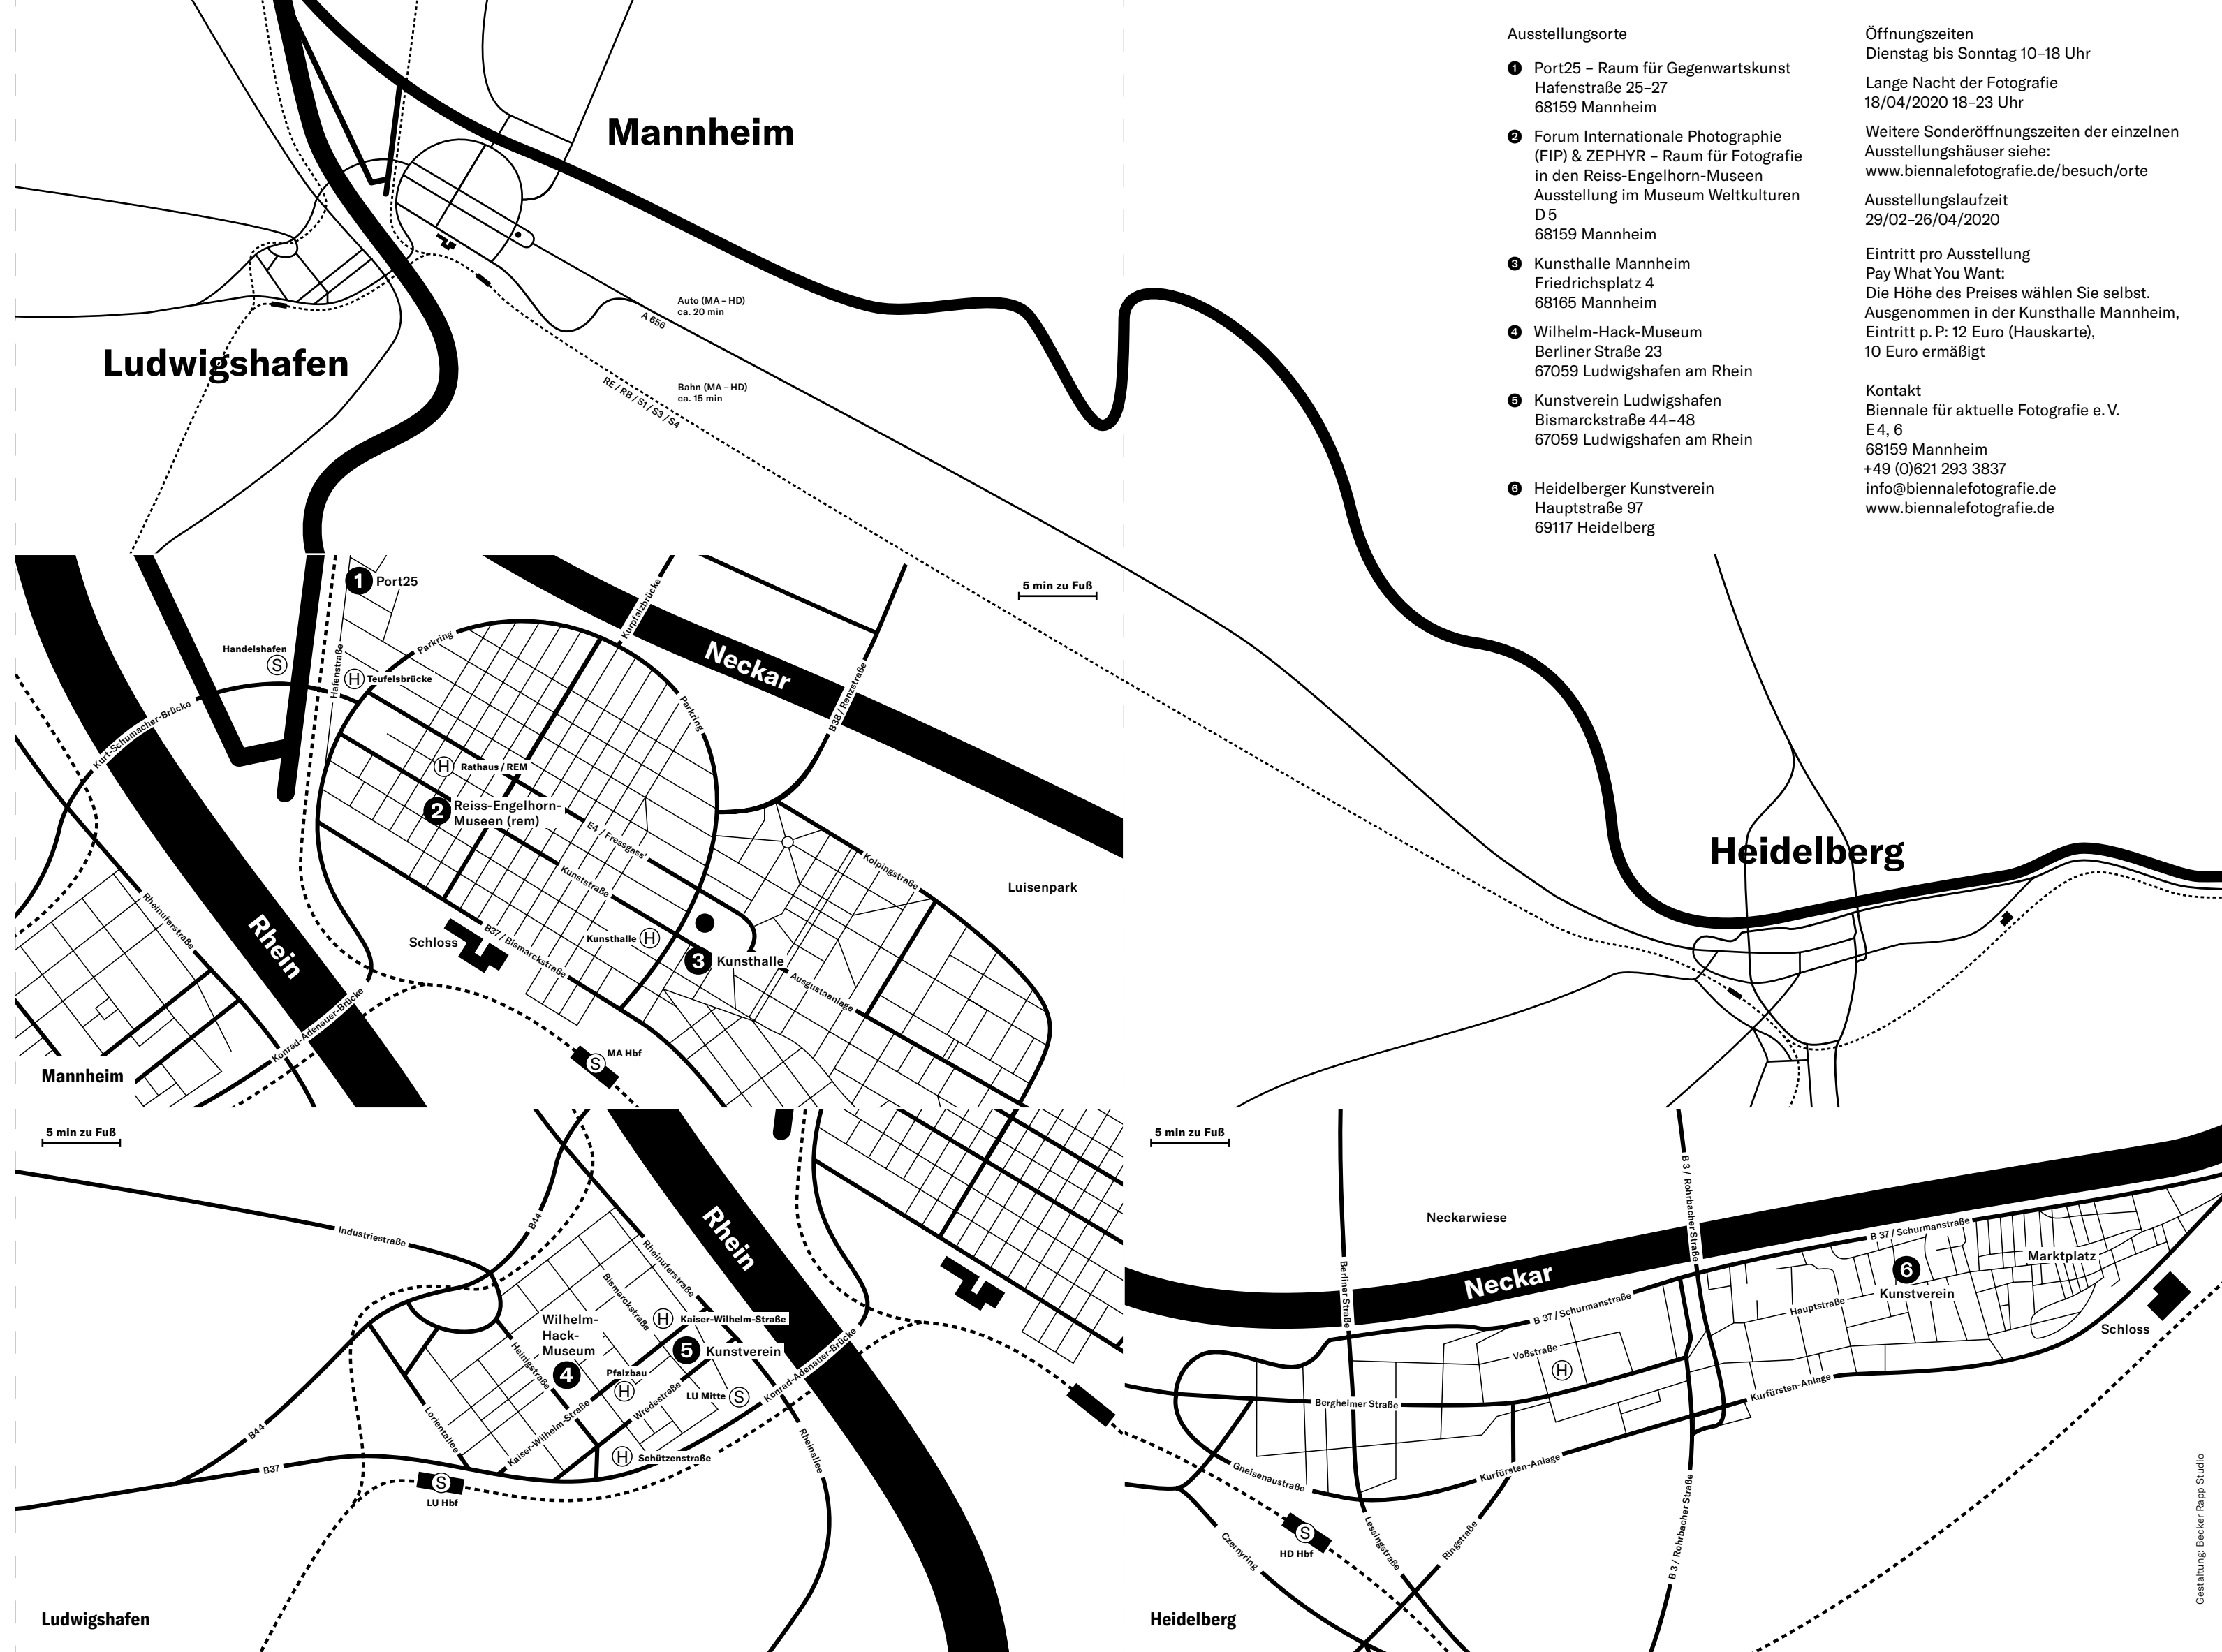 Mannheim
Ludwigshafen
Auto (MA – HD)
ca. 20 min
A 656
Bahn (MA – HD)
ca. 15 min
RE / RB / S1 / S3 / S4
Heidelberg
Ausstellungsorte
1 Port25 – Raum für Gegenwartskunst
Hafenstraße 25–27
68159 Mannheim
2 Forum Internationale Photographie
(FIP) & ZEPHYR – Raum für Fotografie
in den Reiss-Engelhorn-Museen
Ausstellung im Museum Weltkulturen
D 5
68159 Mannheim
3 Kunsthalle Mannheim
Friedrichsplatz 4
68165 Mannheim
4 Wilhelm-Hack-Museum
Berliner Straße 23
67059 Ludwigshafen am Rhein
5 Kunstverein Ludwigshafen
Bismarckstraße 44–48
67059 Ludwigshafen am Rhein
6 Heidelberger Kunstverein
Hauptstraße 97
69117 Heidelberg
Öffnungszeiten
Dienstag bis Sonntag 10–18 Uhr
Lange Nacht der Fotografie
18/04/2020 18–23 Uhr
Weitere Sonderöffnungszeiten der einzelnen
Ausstellungshäuser siehe:
www.biennalefotografie.de/besuch/orte
Ausstellungslaufzeit
29/02–26/04/2020
Eintritt pro Ausstellung
Pay What You Want:
Die Höhe des Preises wählen Sie selbst.
Ausgenommen in der Kunsthalle Mannheim,
Eintritt p. P: 12 Euro (Hauskarte),
10 Euro ermäßigt
Kontakt
Biennale für aktuelle Fotografie e. V.
E 4, 6
68159 Mannheim
+49 (0)621 293 3837
info@biennalefotografie.de
www.biennalefotografie.de
1 Port25
5 min zu Fuß
Kurpfalzbrücke
Neckar
Parkring
Handelshafen
S
Hafenstraße
H Teufelsbrücke
Parkring
B38 / Renzstraße
Kurt-Schumacher-Brücke
H Rathaus / REM
2 Reiss-Engelhorn-
Museen (rem)
E4 / Fressgass'
Kunststraße
Kolpingstraße
Luisenpark
Rheinuferstraße
Rhein
Schloss
B37 / Bismarckstraße
Kunsthalle H
3 Kunsthalle
Ausgustaanlage
Konrad-Adenauer-Brücke
S MA Hbf
Mannheim
5 min zu Fuß
Industriestraße
B44
Rhein
Rheinuferstraße
Bismarckstraße
Wilhelm-
Hack-
Museum
4
H Kaiser-Wilhelm-Straße
5 Kunstverein
Heinigstraße
Pfalzbau
H
LU Mitte S
Konrad-Adenauer-Brücke
Wredestraße
Kaiser-Wilhelm-Straße
Lorientallee
B44
B37
H Schützenstraße
Rheinallee
S
LU Hbf
Ludwigshafen
5 min zu Fuß
Neckarwiese
B 3 / Rohrbacher Straße
Berliner Straße
Neckar
B 37 / Schurmanstraße
Marktplatz
6
Kunstverein
B 37 / Schurmanstraße
Hauptstraße
Schloss
Voßstraße
H
Bergheimer Straße
Kurfürsten-Anlage
Kurfürsten-Anlage
Gneisenaustraße
S
HD Hbf
Czernyring
Lessingstraße
Ringstraße
B 3 / Rohrbacher Straße
Heidelberg
Gestaltung: Becker Rapp Studio